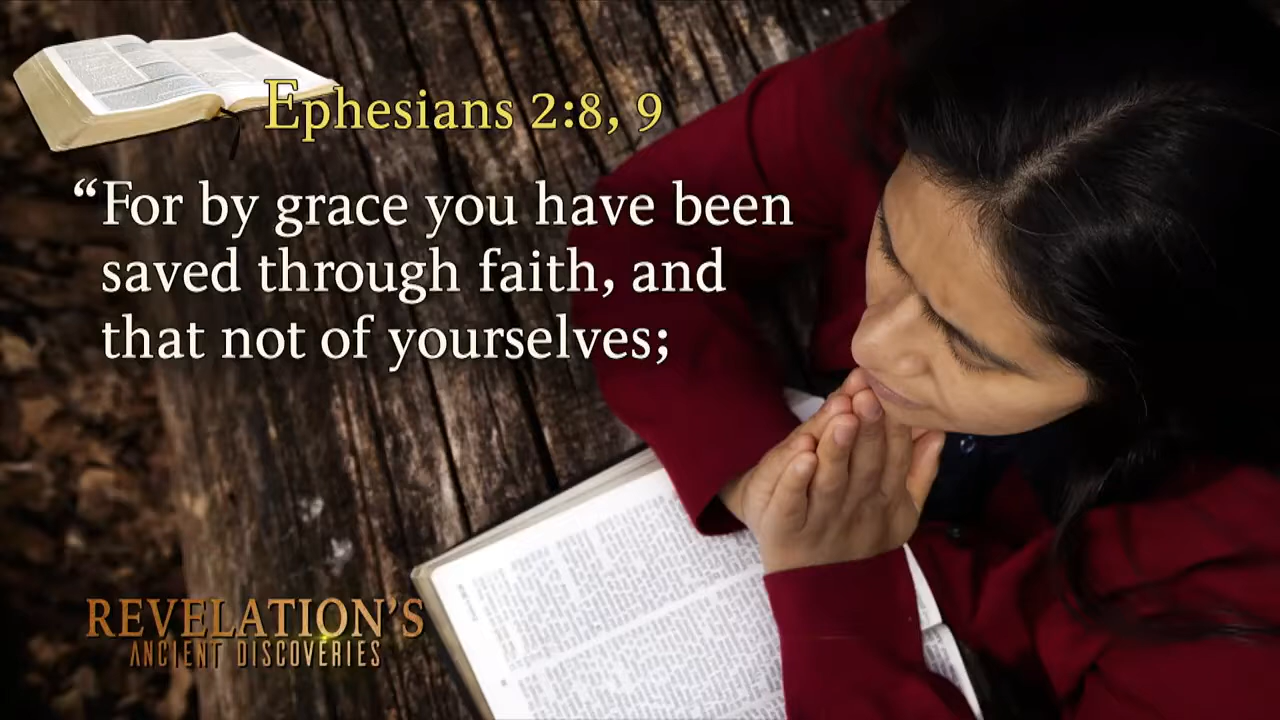 Ephesians 2:8, 9
“For by grace you have been
saved through faith, and
that not of yourselves;
REVELATION’S
ANCIENT DISCOVERIES